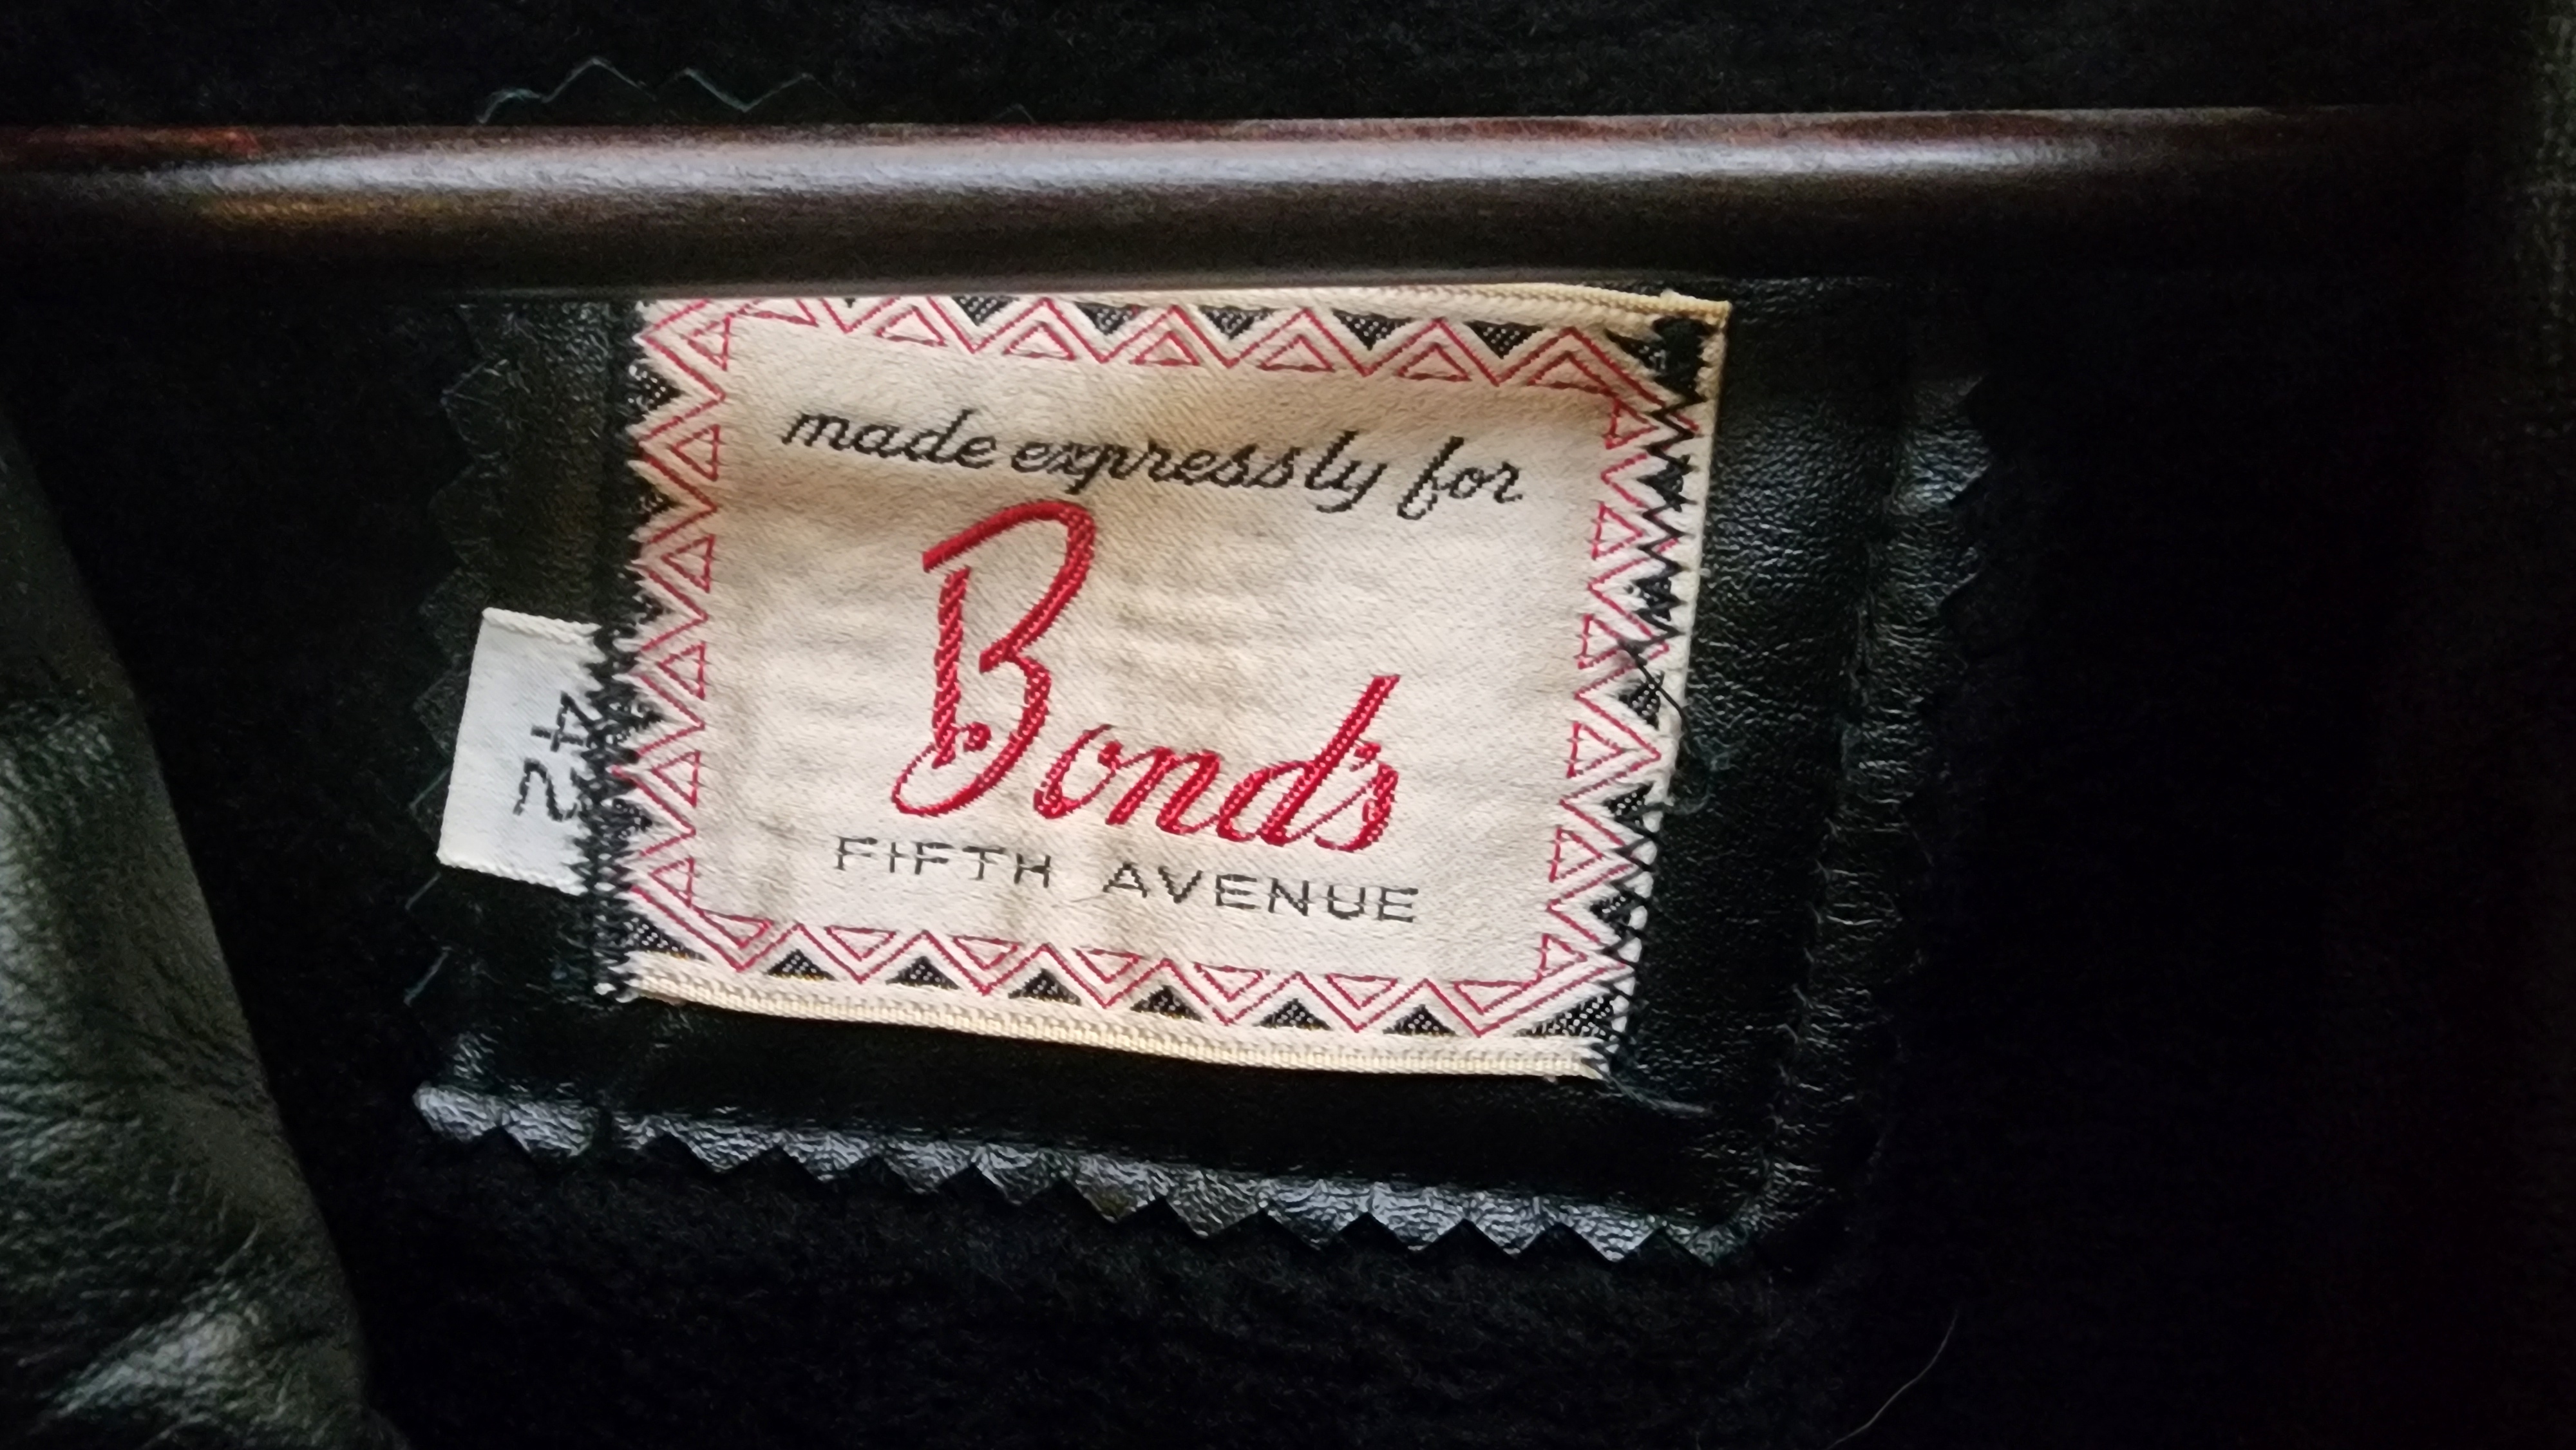 made expressly for
Bond's
FIFTH AVENUE
42